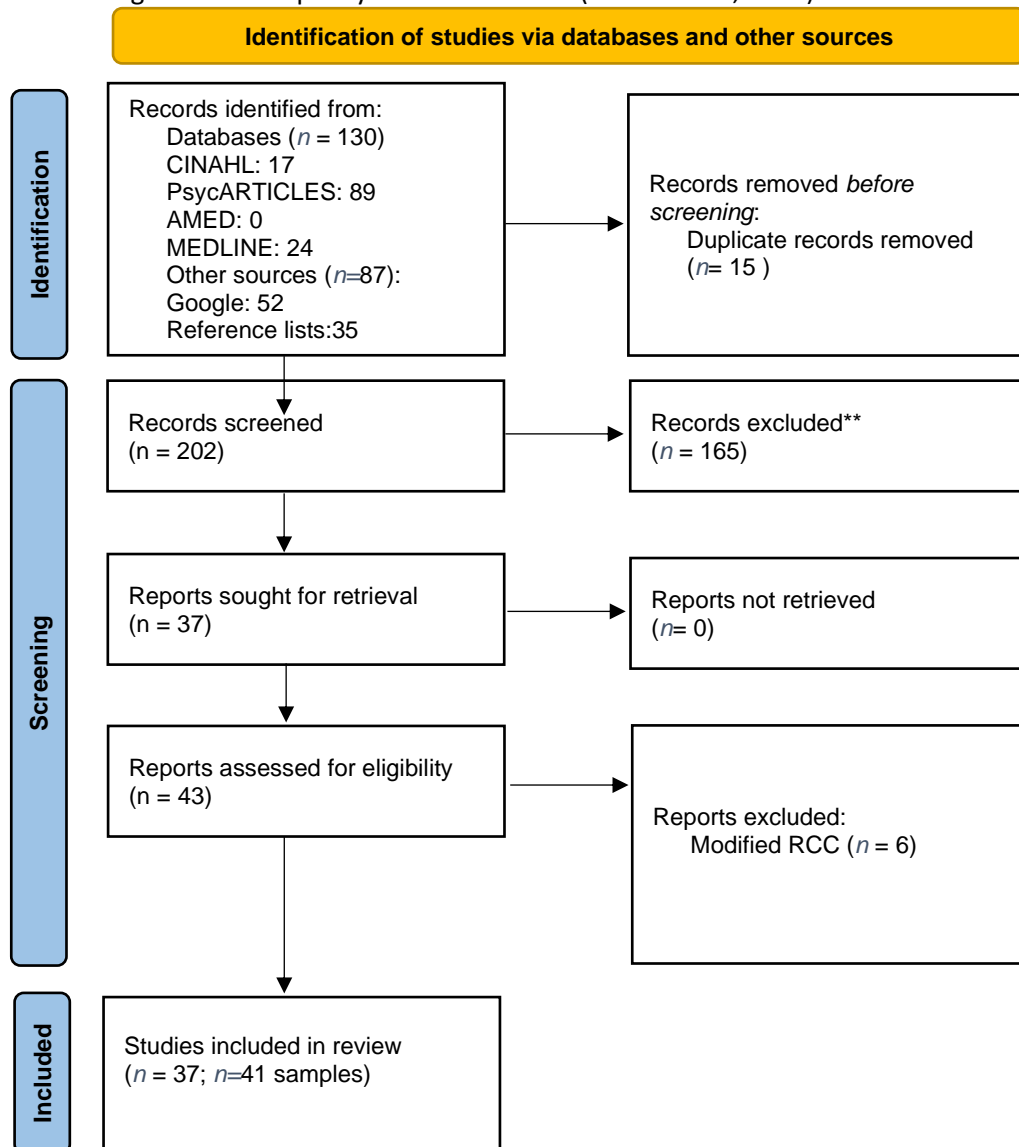 Identification of studies via databases and other sources
Identification
Records identified from:
Databases (n = 130)
CINAHL: 17
PsycARTICLES: 89
AMED: 0
MEDLINE: 24
Other sources (n=87):
Google: 52
Reference lists:35
Records removed before
screening:
Duplicate records removed
(n= 15 )
Screening
Records screened
(n = 202)
Records excluded**
(n = 165)
Reports sought for retrieval
(n = 37)
Reports not retrieved
(n= 0)
Reports assessed for eligibility
(n = 43)
Reports excluded:
Modified RCC (n = 6)
Included
Studies included in review
(n = 37; n=41 samples)